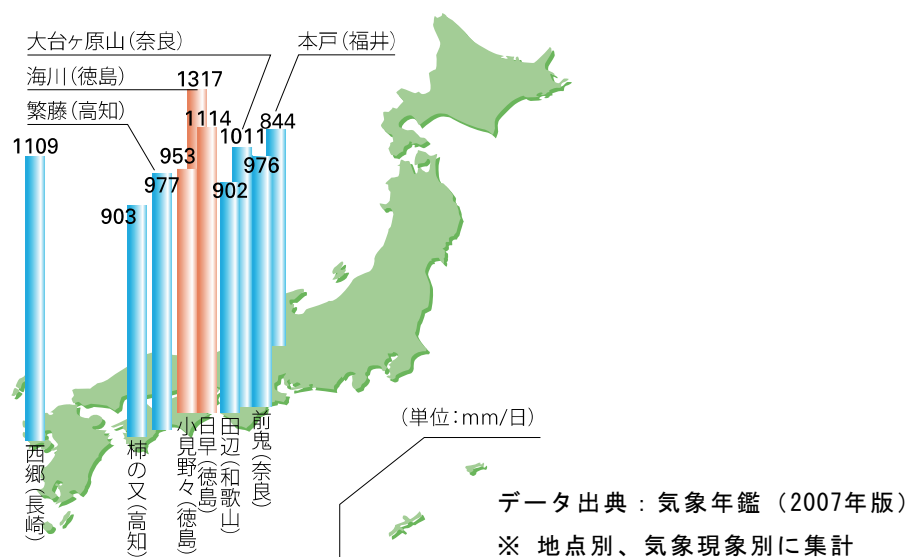 大台ヶ原山(奈良)
本戸(福井)
海川(徳島)
繁藤(高知)
1317
1114
1011
844
1109
953
976
977
902
903
西郷(長崎)
柿の又(高知)
小見野々(徳島)
日早(徳島)
田辺(和歌山)
前鬼(奈良)
(単位:mm/日)
データ出典:気象年鑑(2007年版)
※ 地点別、気象現象別に集計